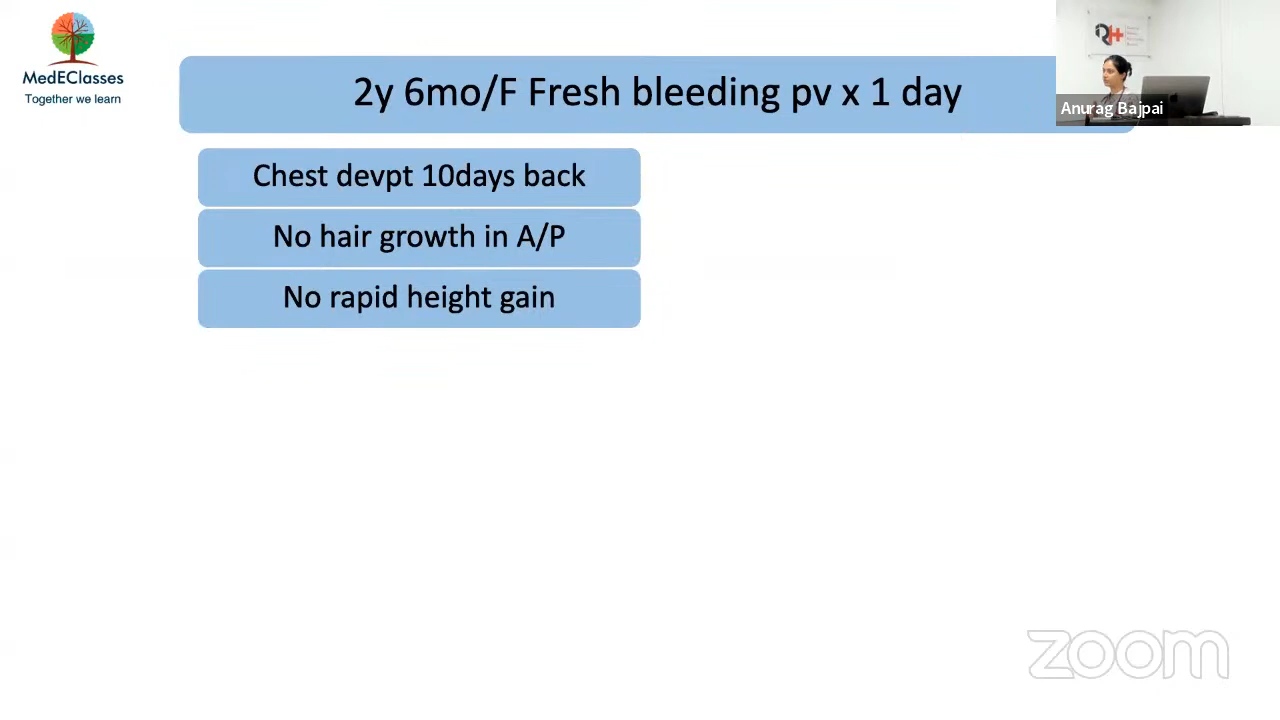 MedEClasses
Together we learn
2y 6mo/F Fresh bleeding pv x 1 day
Anurag Bajpai
Chest devpt 10days back
No hair growth in A/P
No rapid height gain
zoom